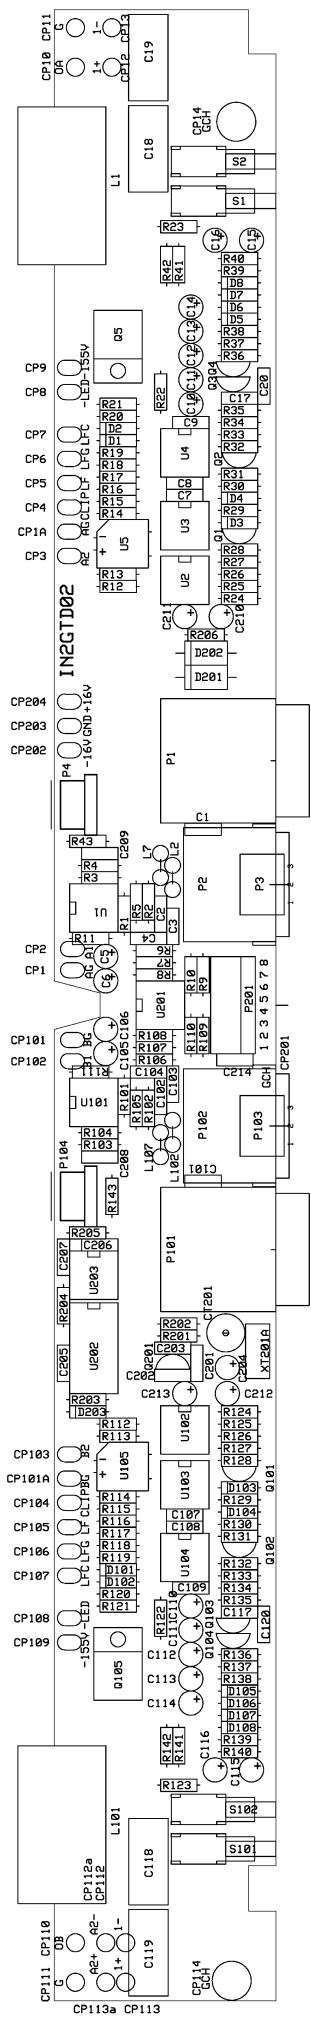 CP11
G
1-
CP13
CP10
OA
1+
CP12
C19
CP14
GCH
C18
L1
S2
S1
R23
C16
C15
R42
R41
R40
R39
D8
D7
D6
D5
R38
R37
R36
C14
C13
C12
C11
C10
Q5
CP9
-155V
CP8
-LED
R22
Q3
Q4
C20
C17
R21
R20
D2
D1
R19
R18
R17
R16
R15
R14
C9
R35
R34
R33
R32
CP7
LFC
CP6
LFG
CP5
LF
CP4
CLIP
CP1A
AG
CP3
A2
U4
Q2
C8
C7
R31
R30
D4
R29
D3
U3
U5
Q1
R13
R12
U2
R28
R27
R26
R25
R24
IN2GTD02
C211
C210
R206
D202
D201
CP204
+16V
CP203
GND
CP202
-16V
P1
P4
C1
R43
C209
L7
L2
R4
R3
P2
P3
1 2 3
U1
R1
R5
R2
C2
C3
R11
C4
CP2
A1
CP1
AG
C5
C6
R6
R7
R8
U201
R10
R9
P201
1 2 3 4 5 6 7 8
CP101
BG
CP102
B1
C106
C105
R108
R107
R106
R110
R109
C214
GCH
CP201
R111
C104
C103
U101
R101
R105
R102
C102
R104
R103
L107
L102
P102
P103
1 2 3
P104
C208
C101
R143
P101
R205
C206
C207
U203
R204
CT201
R202
R201
C203
Q201
C202
C201
C204
XT201A
C205
U202
C213
C212
R203
D203
R112
R113
U102
R124
R125
R126
R127
R128
CP103
B2
CP101A
BG
CP104
CLIP
CP105
LF
CP106
LFG
CP107
LFC
U105
U103
Q101
D103
R129
D104
R130
R131
R114
R115
R116
R117
R118
R119
D101
D102
R120
R121
C107
C108
U104
Q102
C109
R132
R133
R134
R135
C117
CP108
-LED
CP109
-155V
R122
C110
C111
C112
C113
C114
Q103
Q104
C120
Q105
R136
R137
R138
D105
D106
D107
D108
R139
R140
R142
R141
C116
C115
R123
L101
S102
S101
C118
CP112a
CP112
CP110
OB
A2-
1-
C119
CP111
G
A2+
1+
CP114
GCH
CP113a
CP113